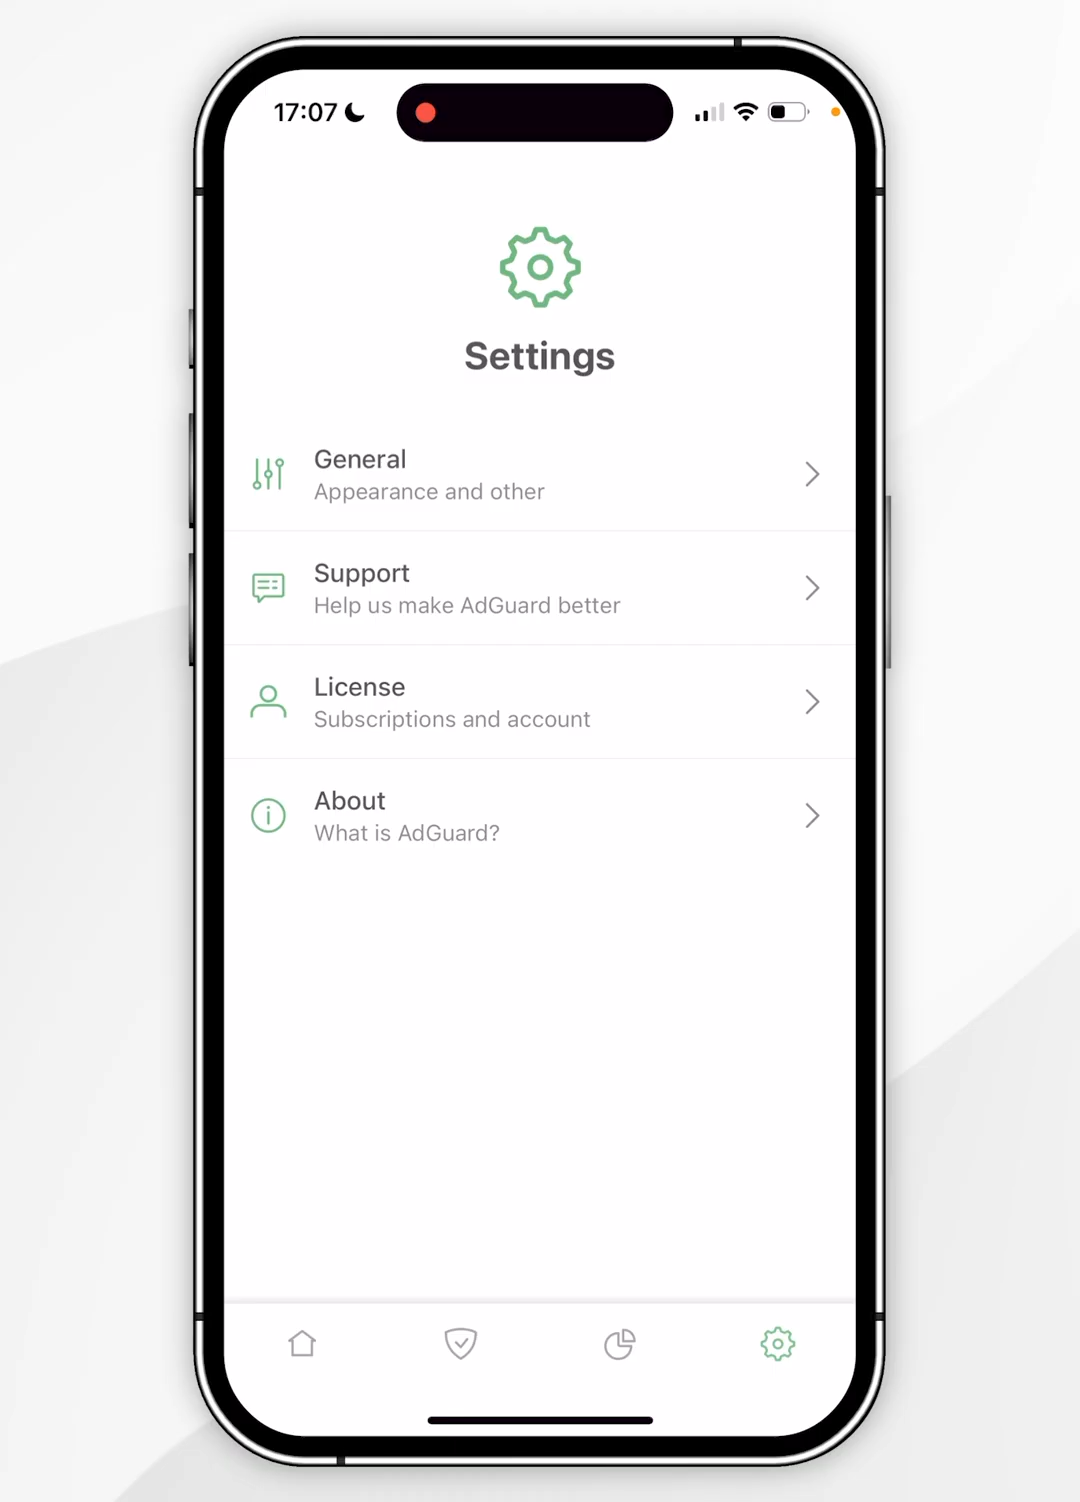 17:07
Settings
General
Appearance and other
Support
Help us make AdGuard better
License
Subscriptions and account
About
What is AdGuard?